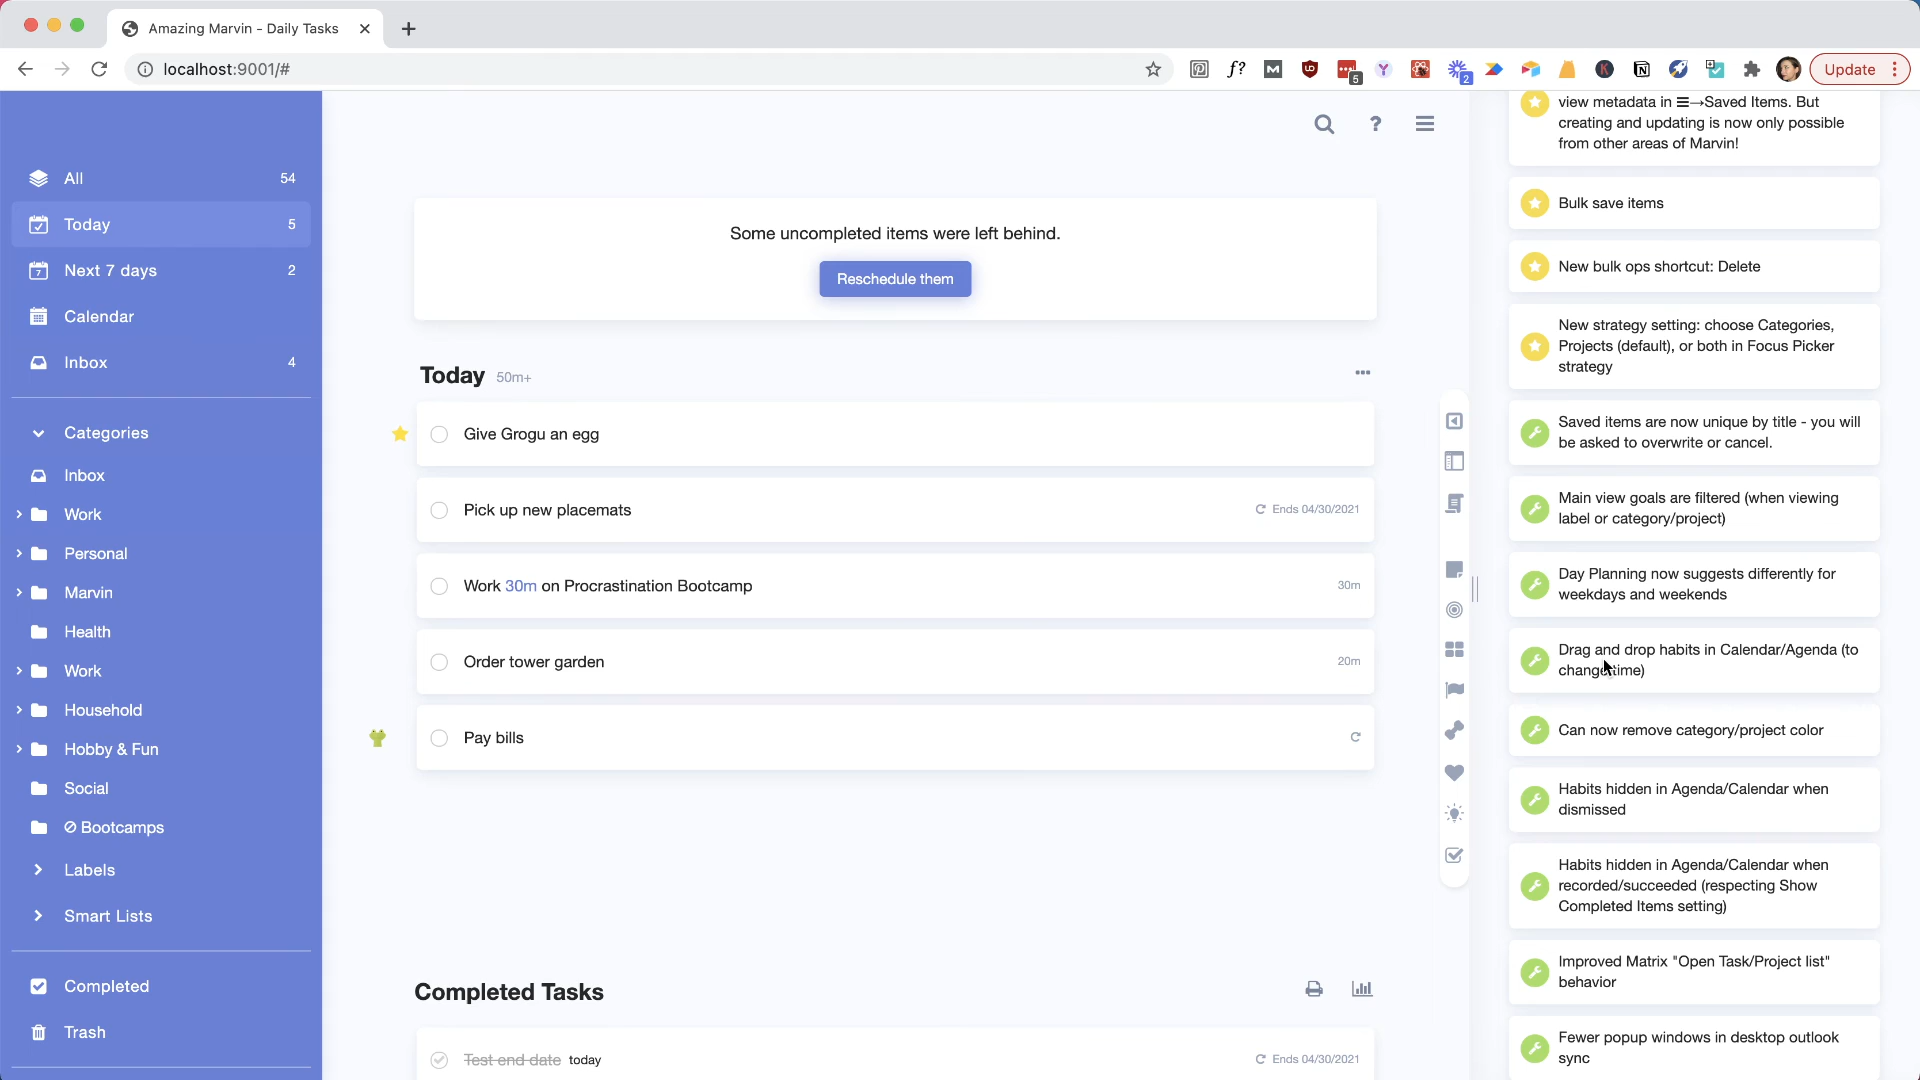 Amazing Marvin - Daily Tasks
localhost:9001/#
f?
5
2
Update
All 54
Today 5
7 Next 7 days 2
Calendar
Inbox 4
Categories
Inbox
Work
Personal
Marvin
Health
Work
Household
Hobby & Fun
Social
Bootcamps
Labels
Smart Lists
Completed
Trash
?
Some uncompleted items were left behind.
Reschedule them
Today 50m+
Give Grogu an egg
Pick up new placemats Ends 04/30/2021
Work 30m on Procrastination Bootcamp 30m
Order tower garden 20m
Pay bills
Completed Tasks
Test end date today Ends 04/30/2021
view metadata in ☰→Saved Items. But
creating and updating is now only possible
from other areas of Marvin!
Bulk save items
New bulk ops shortcut: Delete
New strategy setting: choose Categories,
Projects (default), or both in Focus Picker
strategy
Saved items are now unique by title - you will
be asked to overwrite or cancel.
Main view goals are filtered (when viewing
label or category/project)
Day Planning now suggests differently for
weekdays and weekends
Drag and drop habits in Calendar/Agenda (to
change time)
Can now remove category/project color
Habits hidden in Agenda/Calendar when
dismissed
Habits hidden in Agenda/Calendar when
recorded/succeeded (respecting Show
Completed Items setting)
Improved Matrix "Open Task/Project list"
behavior
Fewer popup windows in desktop outlook
sync